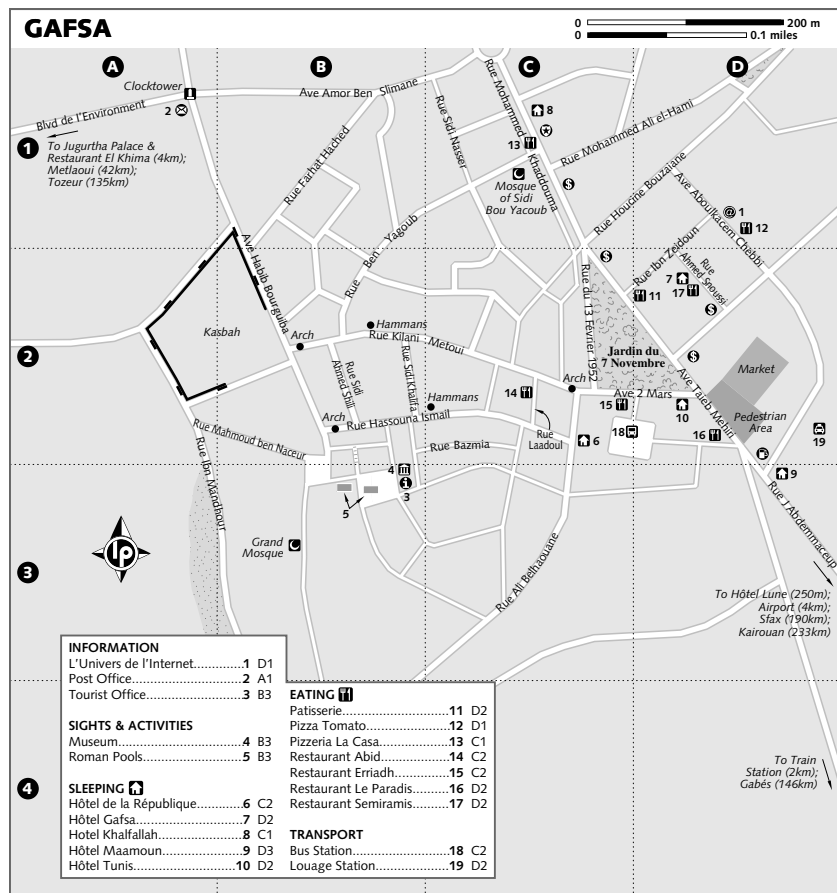 GAFSA
0 200 m
0 0.1 miles
A
B
C
D
1
2
3
4
Clocktower
2
Blvd de l'Environment
To Jugurtha Palace &
Restaurant El Khima (4km);
Metlaoui (42km);
Tozeur (135km)
Ave Amor Ben Slimane
Rue Farhat Hached
Rue Sidi Nasser
Rue Mohammed Khaddouma
8
13
Rue Mohammed Ali el-Hami
Mosque
of Sidi
Bou Yacoub
$
Rue Houcine Bouzaiane
Ave Aboulkacem Chebbi
@ 1
12
Rue Ben Yagoub
Ave Habib Bourguiba
Rue du 13 Février 1952
$
Rue Ibn Zeidoun
Rue
Ahmed Snoussi
7
17
11
$
Kasbah
Arch
Hammans
Rue Kilani Metoui
Jardin du
7 Novembre
$
Market
Rue Sidi
Ahmed Shili
Rue Sidi Khalifa
Hammans
14
Arch
Ave 2 Mars
Ave Taieb Mehiri
15
10
Pedestrian
Area
Arch
Rue Hassouna Ismail
Rue
Laadoul
6
18
16
19
Rue Mahmoud ben Naceur
Rue Bazmia
Rue Ibn Mandhour
4
3
5
9
Rue J Abdemmaceup
lp
Grand
Mosque
Rue Ali Belhaouane
To Hôtel Lune (250m);
Airport (4km);
Sfax (190km);
Kairouan (233km)
To Train
Station (2km);
Gabés (146km)
INFORMATION
L'Univers de l'Internet............1 D1
Post Office............2 A1
Tourist Office............3 B3
SIGHTS & ACTIVITIES
Museum............4 B3
Roman Pools............5 B3
SLEEPING
Hôtel de la République............6 C2
Hôtel Gafsa............7 D2
Hotel Khalfallah............8 C1
Hôtel Maamoun............9 D3
Hôtel Tunis............10 D2
EATING
Patisserie............11 D2
Pizza Tomato............12 D1
Pizzeria La Casa............13 C1
Restaurant Abid............14 C2
Restaurant Erriadh............15 C2
Restaurant Le Paradis............16 D2
Restaurant Semiramis............17 D2
TRANSPORT
Bus Station............18 C2
Louage Station............19 D2